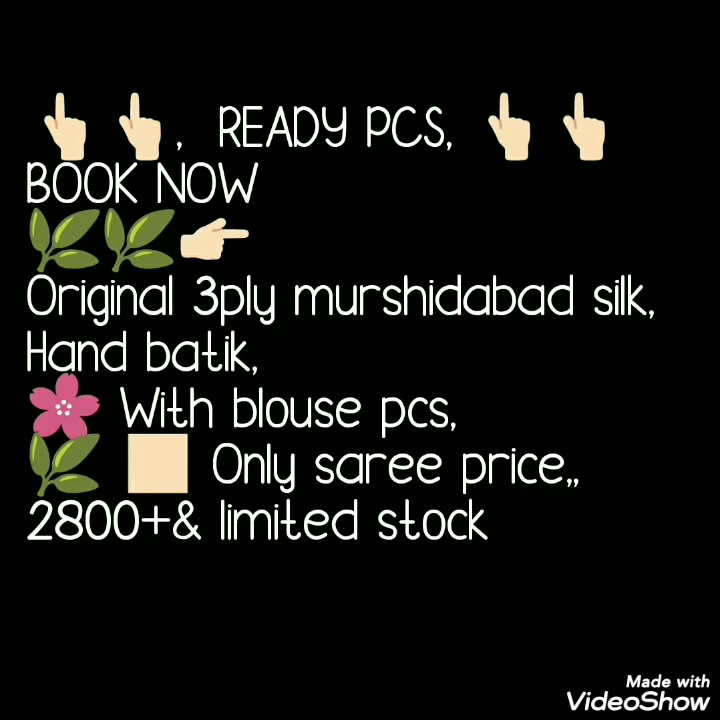 👆🏻👆🏻, READY PCS, 👆🏻👆🏻
BOOK NOW
🌿🌿👉🏻
Original 3ply murshidabad silk,
Hand batik,
🌸 With blouse pcs,
🌿🏻 Only saree price,,
2800+& limited stock
Made with
VideoShow